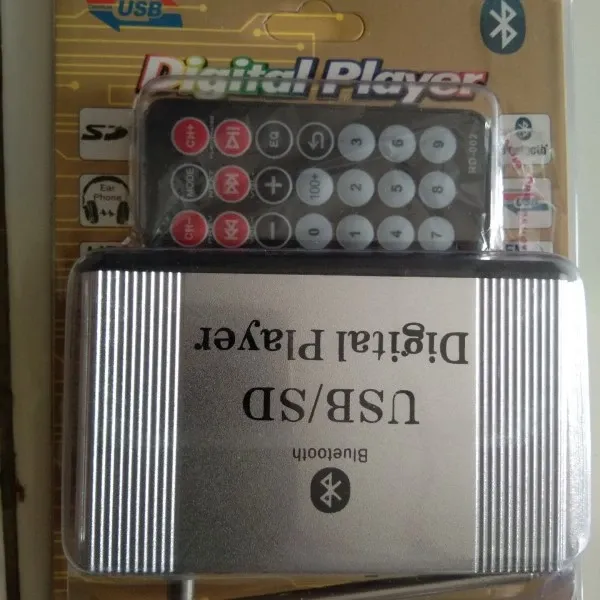 USB
Digital Player
SD
Ear
Phone
CH+
EQ
3
6
9
RD-002
MODE
+
100+
2
5
8
CH-
−
0
1
4
7
Bluetooth
USB/SD
Digital Player